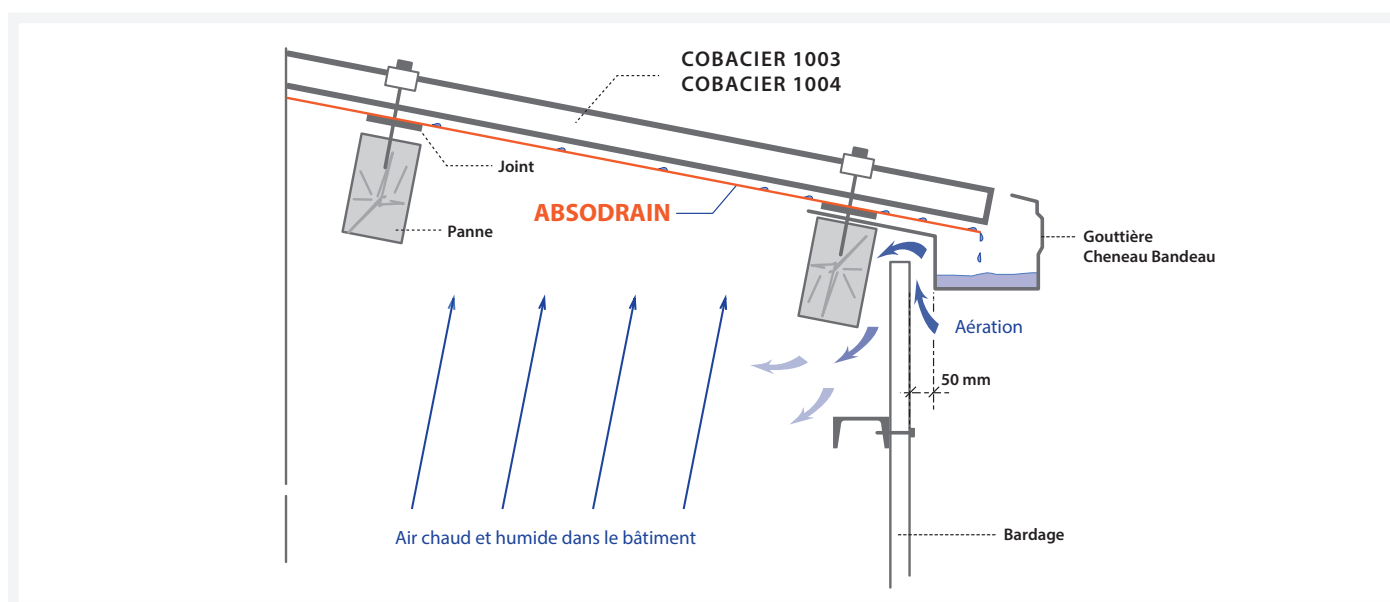 COBACIER 1003
COBACIER 1004
Joint
ABSODRAIN
Panne
Gouttière
Cheneau Bandeau
Aération
50 mm
Air chaud et humide dans le bâtiment
Bardage